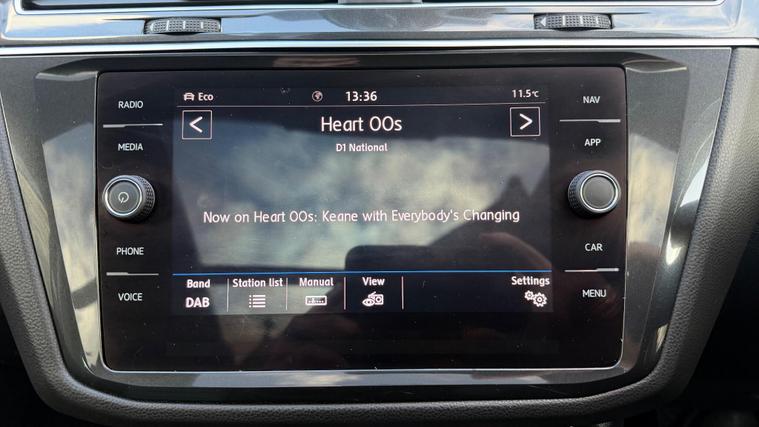 RADIO
MEDIA
PHONE
VOICE
Eco
13:36
11.5°C
<
Heart 00s
>
D1 National
Now on Heart 00s: Keane with Everybody's Changing
Band
DAB
Station list
Manual
View
Settings
NAV
APP
CAR
MENU